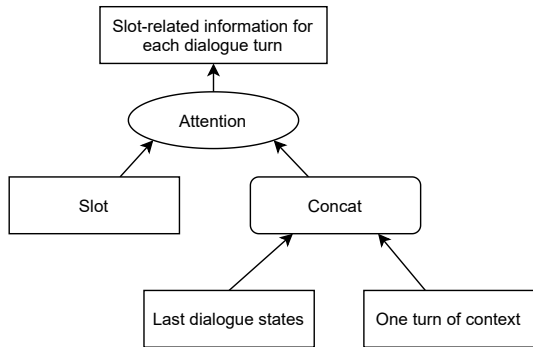 Slot-related information for
each dialogue turn
Attention
Slot
Concat
Last dialogue states
One turn of context